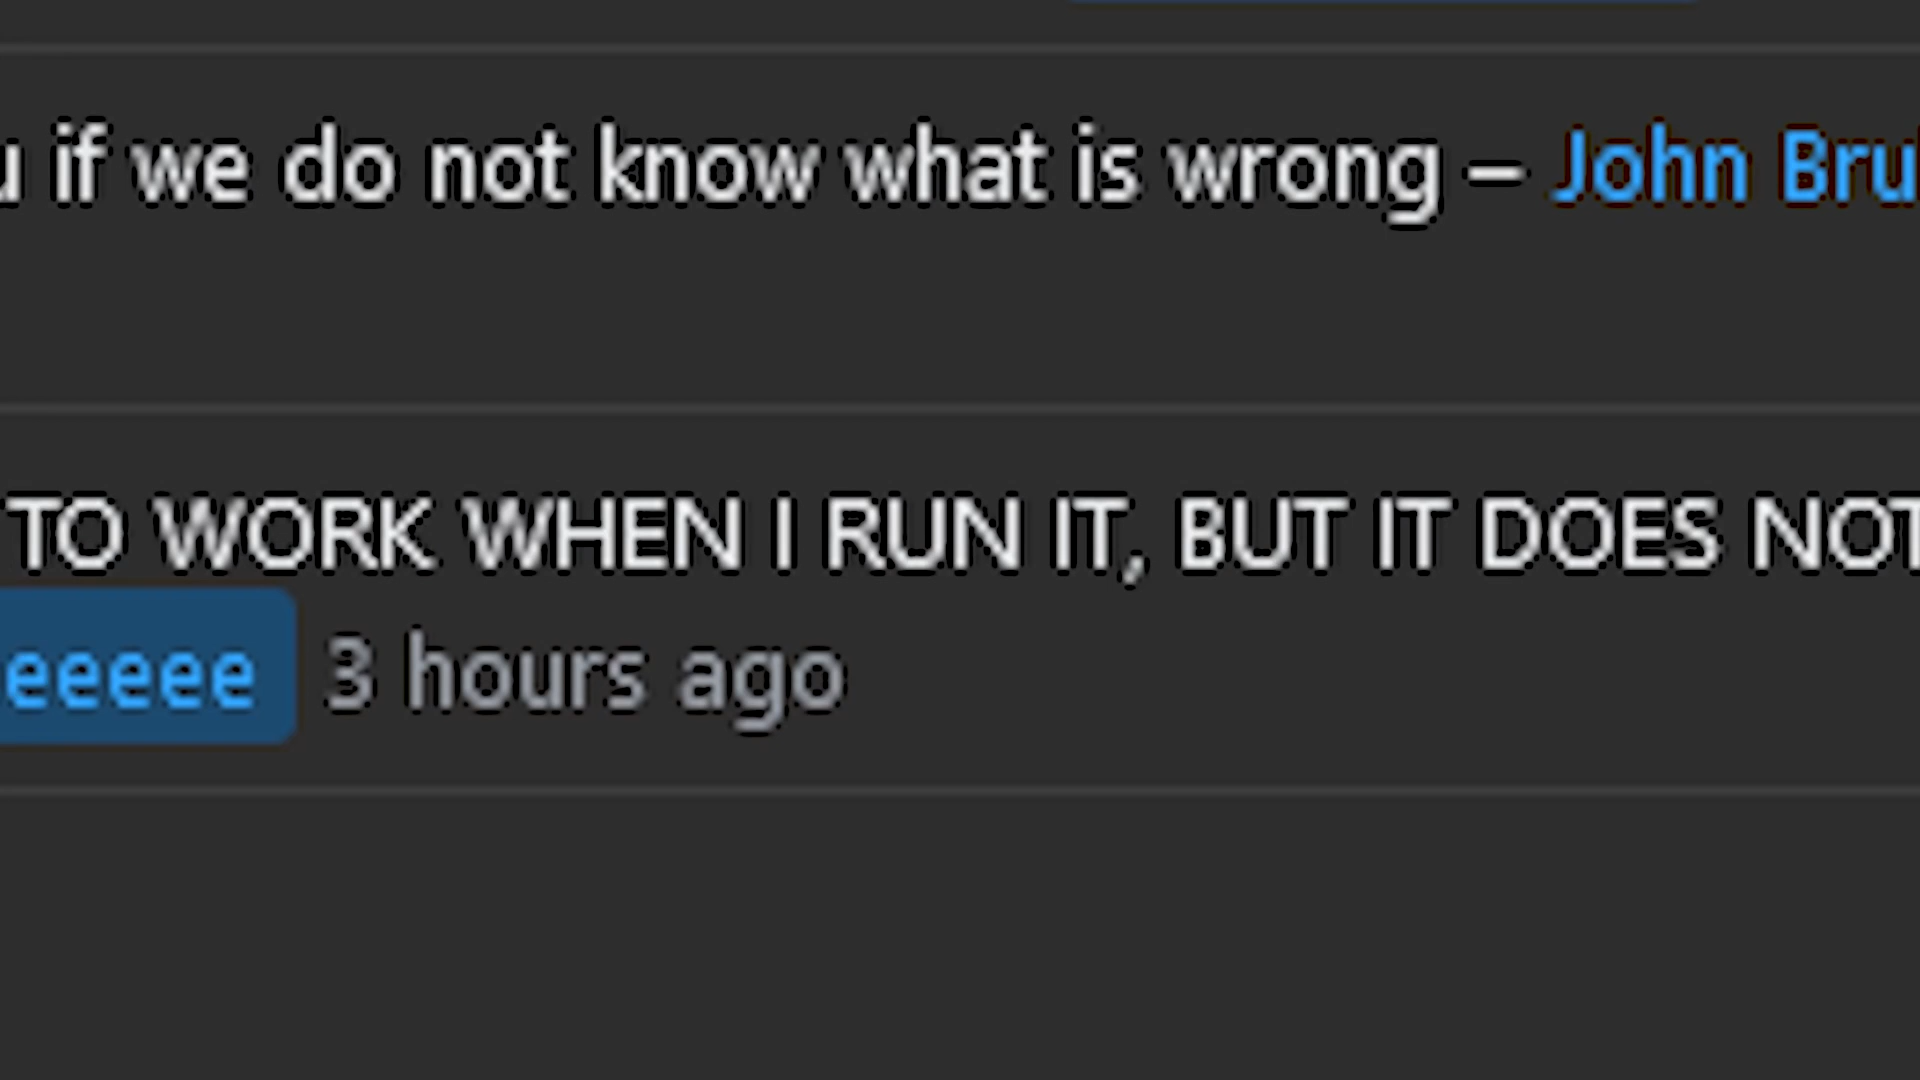 if we do not know what is wrong – John Bru
TO WORK WHEN I RUN IT, BUT IT DOES NOT
eeeee 3 hours ago